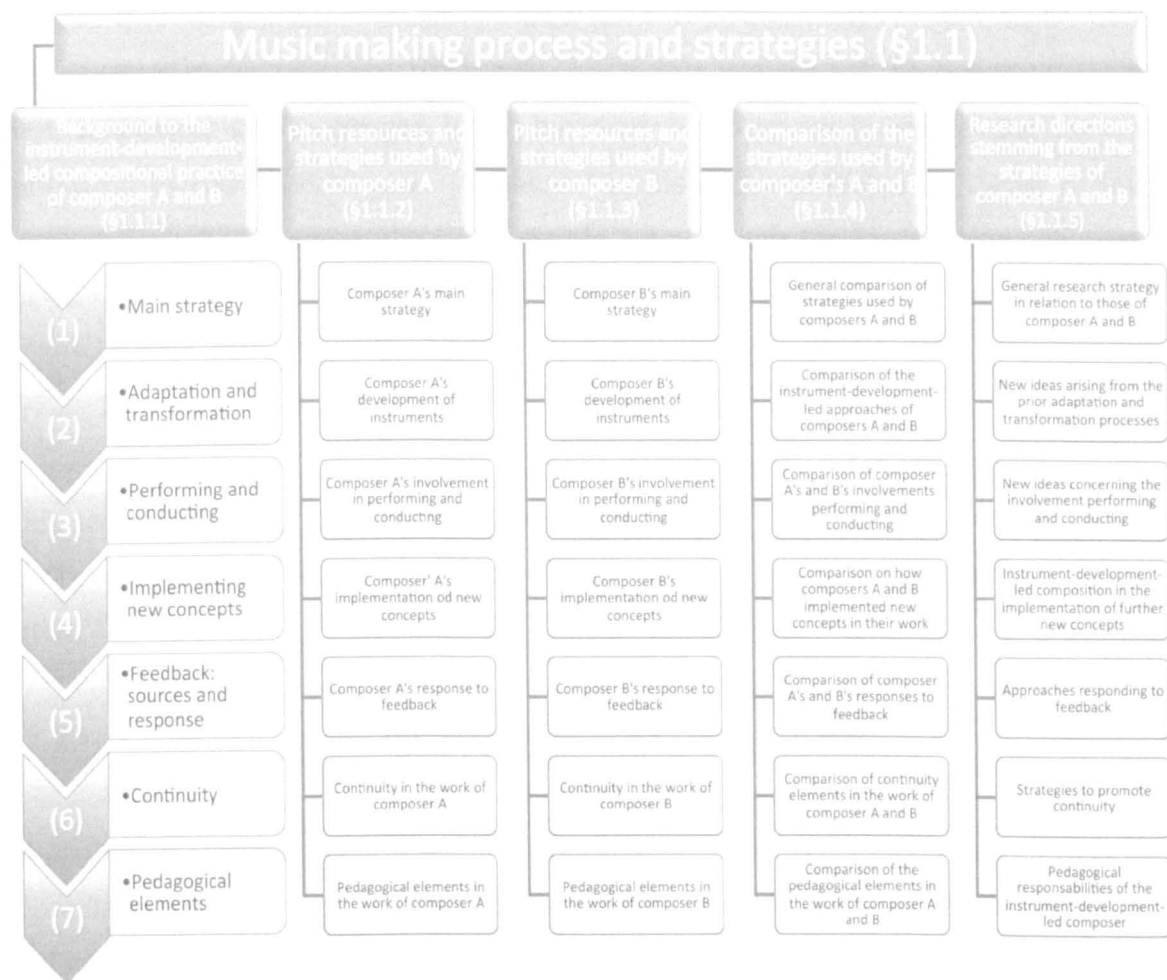 Music making process and strategies (§1.1)
Background to the
instrument-development-
led compositional practice
of composer A and B
(§1.1.1)
Pitch resources and
strategies used by
composer A
(§1.1.2)
Pitch resources and
strategies used by
composer B
(§1.1.3)
Comparison of the
strategies used by
composer's A and B
(§1.1.4)
Research directions
stemming from the
strategies of
composer A and B
(§1.1.5)
(1)
•Main strategy
Composer A's main
strategy
Composer B's main
strategy
General comparison of
strategies used by
composers A and B
General research strategy
in relation to those of
composer A and B
(2)
•Adaptation and
transformation
Composer A's
development of
instruments
Composer B's
development of
instruments
Comparison of the
instrument-development-
led approaches of
composers A and B
New ideas arising from the
prior adaptation and
transformation processes
(3)
•Performing and
conducting
Composer A's involvement
in performing and
conducting
Composer B's involvement
in performing and
conducting
Comparison of composer
A's and B's involvements
performing and
conducting
New ideas concerning the
involvement performing
and conducting
(4)
•Implementing
new concepts
Composer' A's
implementation od new
concepts
Composer B's
implementation od new
concepts
Comparison on how
composers A and B
implemented new
concepts in their work
Instrument-development-
led composition in the
implementation of further
new concepts
(5)
•Feedback:
sources and
response
Composer A's response to
feedback
Composer B's response to
feedback
Comparison of composer
A's and B's responses to
feedback
Approaches responding to
feedback
(6)
•Continuity
Continuity in the work of
composer A
Continuity in the work of
composer B
Comparison of continuity
elements in the work of
composer A and B
Strategies to promote
continuity
(7)
•Pedagogical
elements
Pedagogical elements in
the work of composer A
Pedagogical elements in
the work of composer B
Comparison of the
pedagogical elements in
the work of composer A
and B
Pedagogical
responsabilities of the
instrument-development-
led composer